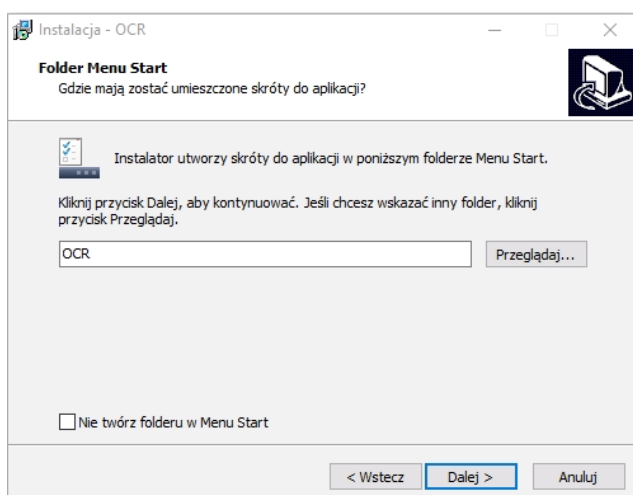 Instalacja - OCR
Folder Menu Start
Gdzie mają zostać umieszczone skróty do aplikacji?
Instalator utworzy skróty do aplikacji w poniższym folderze Menu Start.
Kliknij przycisk Dalej, aby kontynuować. Jeśli chcesz wskazać inny folder, kliknij
przycisk Przeglądaj.
OCR
Przeglądaj...
Nie twórz folderu w Menu Start
< Wstecz
Dalej >
Anuluj